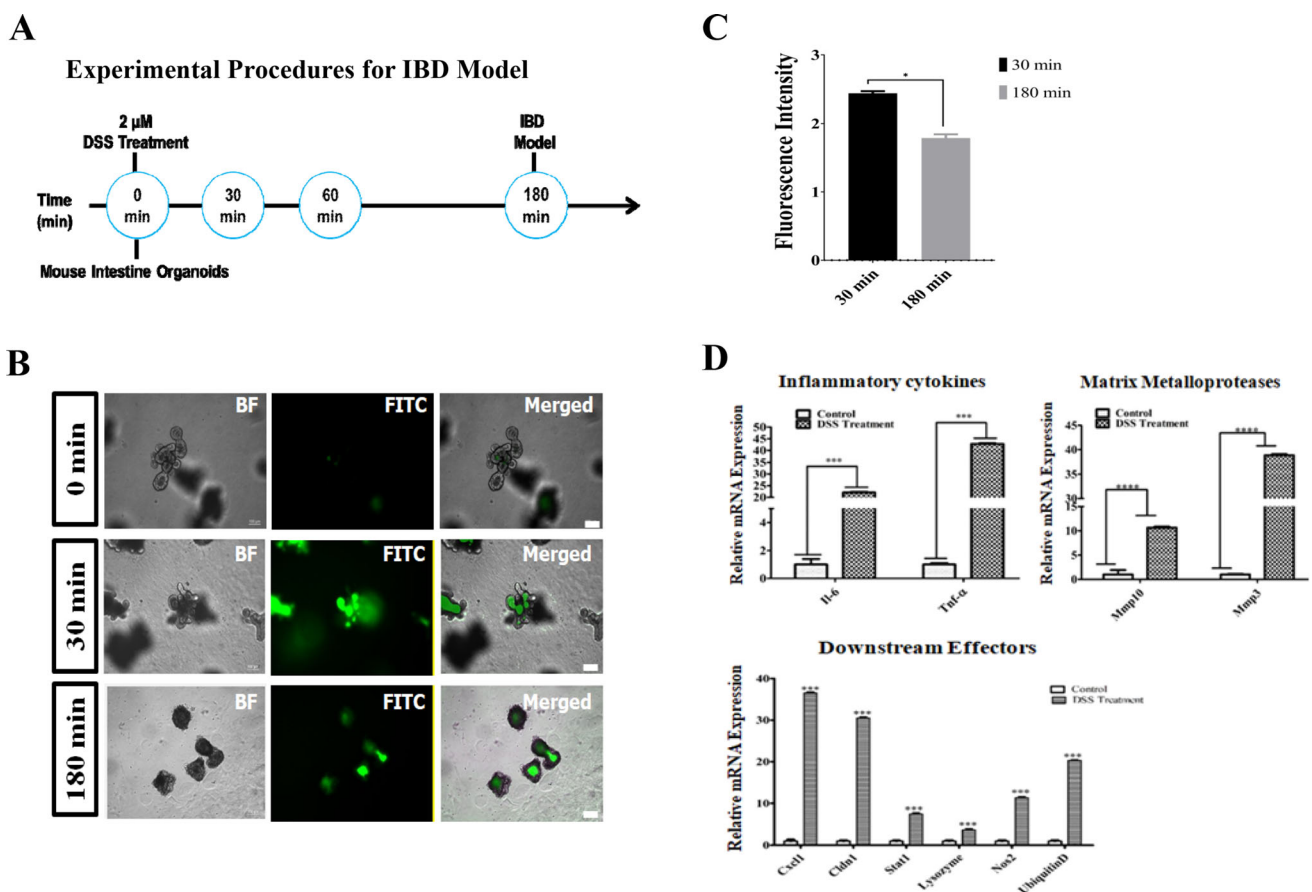 A
Experimental Procedures for IBD Model
2 µM
DSS Treatment
IBD
Model
Time
(min)
0
min
30
min
60
min
180
min
Mouse Intestine Organoids
B
0 min
BF
FITC
Merged
30 min
BF
FITC
Merged
180 min
BF
FITC
Merged
C
Fluorescence Intensity
3
2
1
0
*
30 min
180 min
30 min
180 min
D
Inflammatory cytokines
Relative mRNA Expression
Control
DSS Treatment
50
45
40
35
30
25
20
6
4
2
0
***
***
Il-6
Tnf-α
Matrix Metalloproteases
Relative mRNA Expression
Control
DSS Treatment
45
40
35
30
15
10
5
0
****
****
Mmp10
Mmp3
Downstream Effectors
Relative mRNA Expression
Control
DSS Treatment
40
30
20
10
0
***
***
***
***
***
***
Cxcl1
Cldn1
Stat1
Lysozyme
Nos2
UbiquitinD